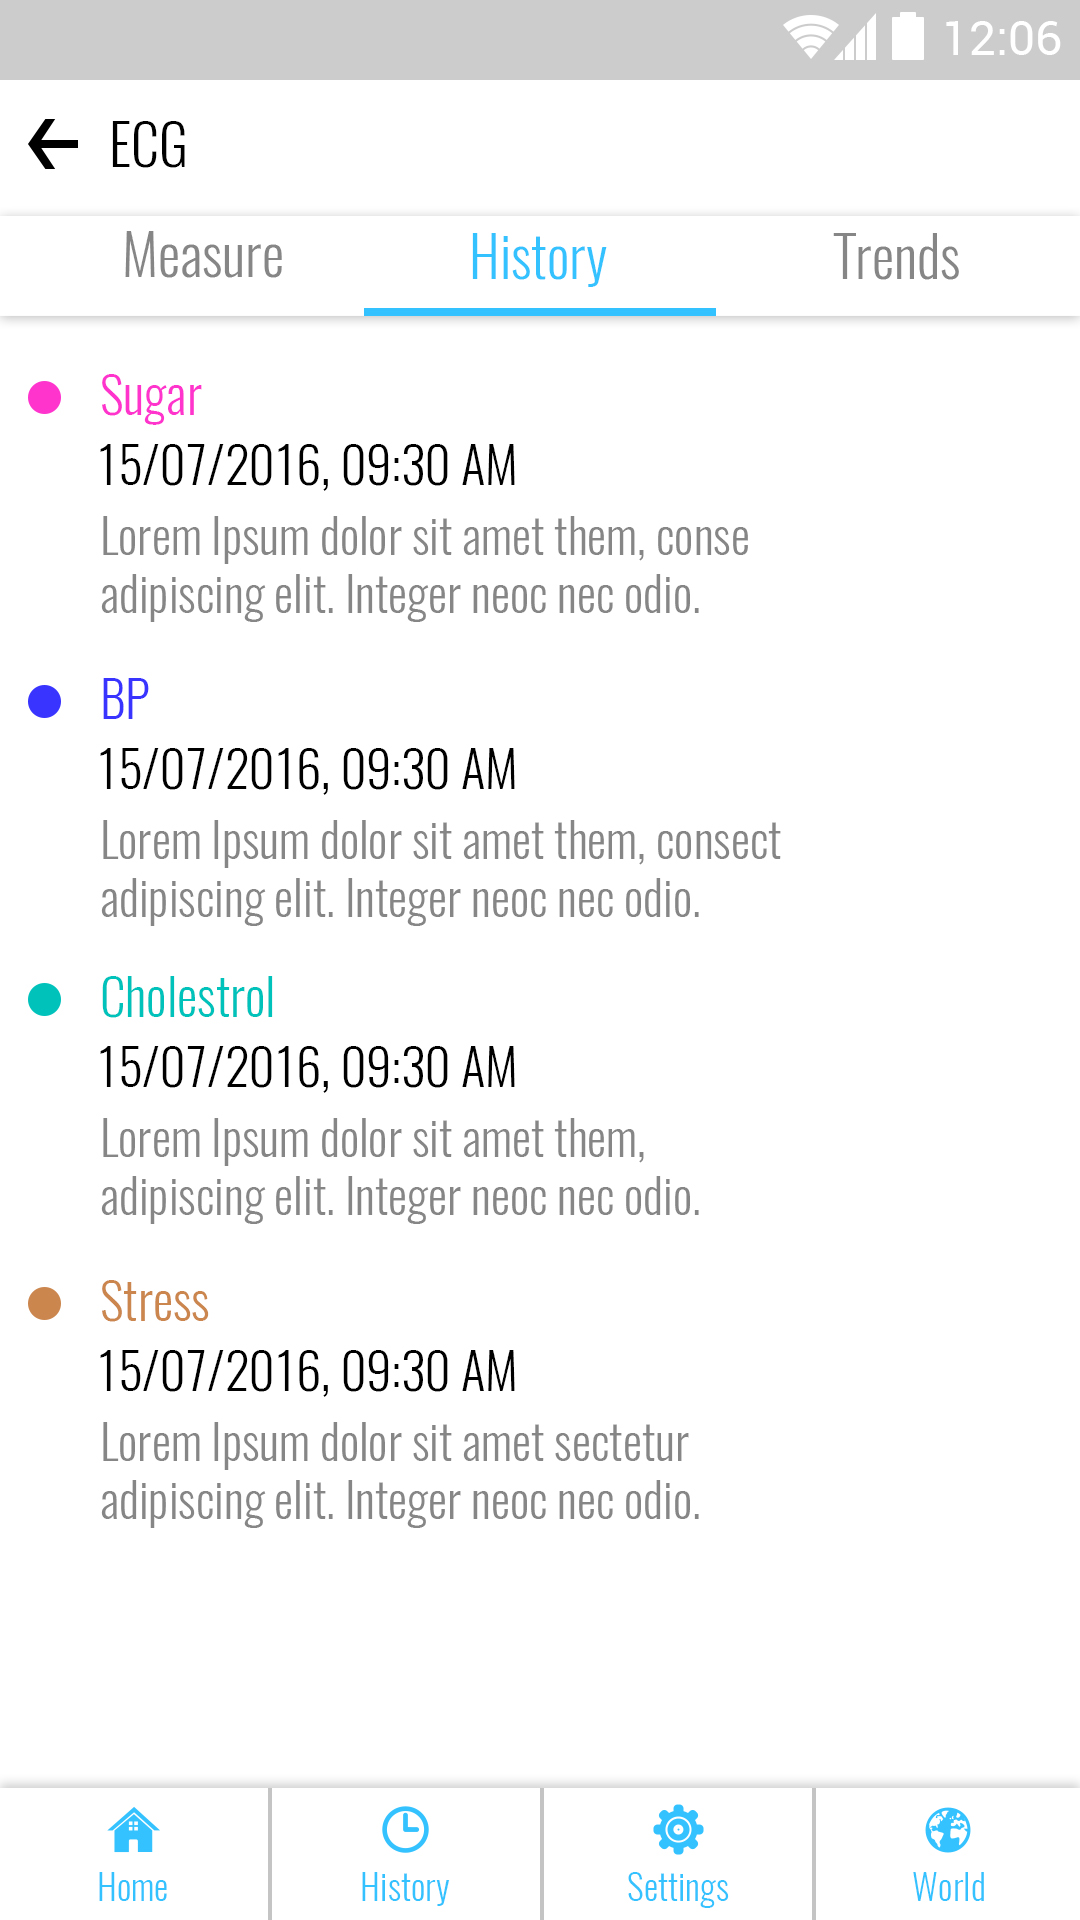 12:06
ECG
Measure History Trends
Sugar
15/07/2016, 09:30 AM
Lorem Ipsum dolor sit amet them, conse
adipiscing elit. Integer neoc nec odio.
BP
15/07/2016, 09:30 AM
Lorem Ipsum dolor sit amet them, consect
adipiscing elit. Integer neoc nec odio.
Cholestrol
15/07/2016, 09:30 AM
Lorem Ipsum dolor sit amet them,
adipiscing elit. Integer neoc nec odio.
Stress
15/07/2016, 09:30 AM
Lorem Ipsum dolor sit amet sectetur
adipiscing elit. Integer neoc nec odio.
Home History Settings World